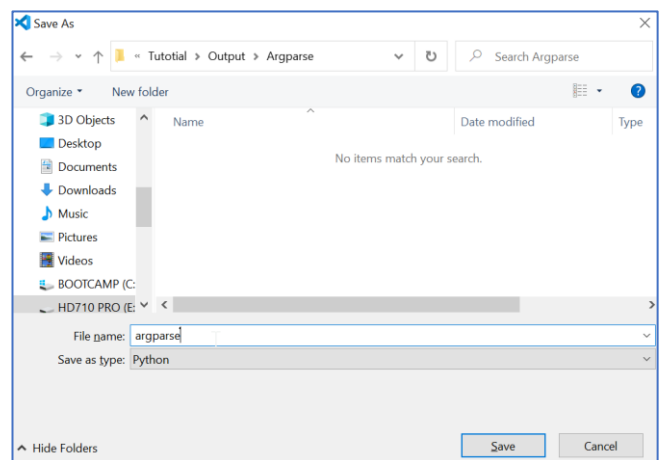 Save As
« Tutotial > Output > Argparse
Search Argparse
Organize
New folder
Name
Date modified
Type
3D Objects
Desktop
Documents
Downloads
Music
Pictures
Videos
BOOTCAMP (C:
HD710 PRO (E:
No items match your search.
File name: argparse
Save as type: Python
Hide Folders
Save
Cancel